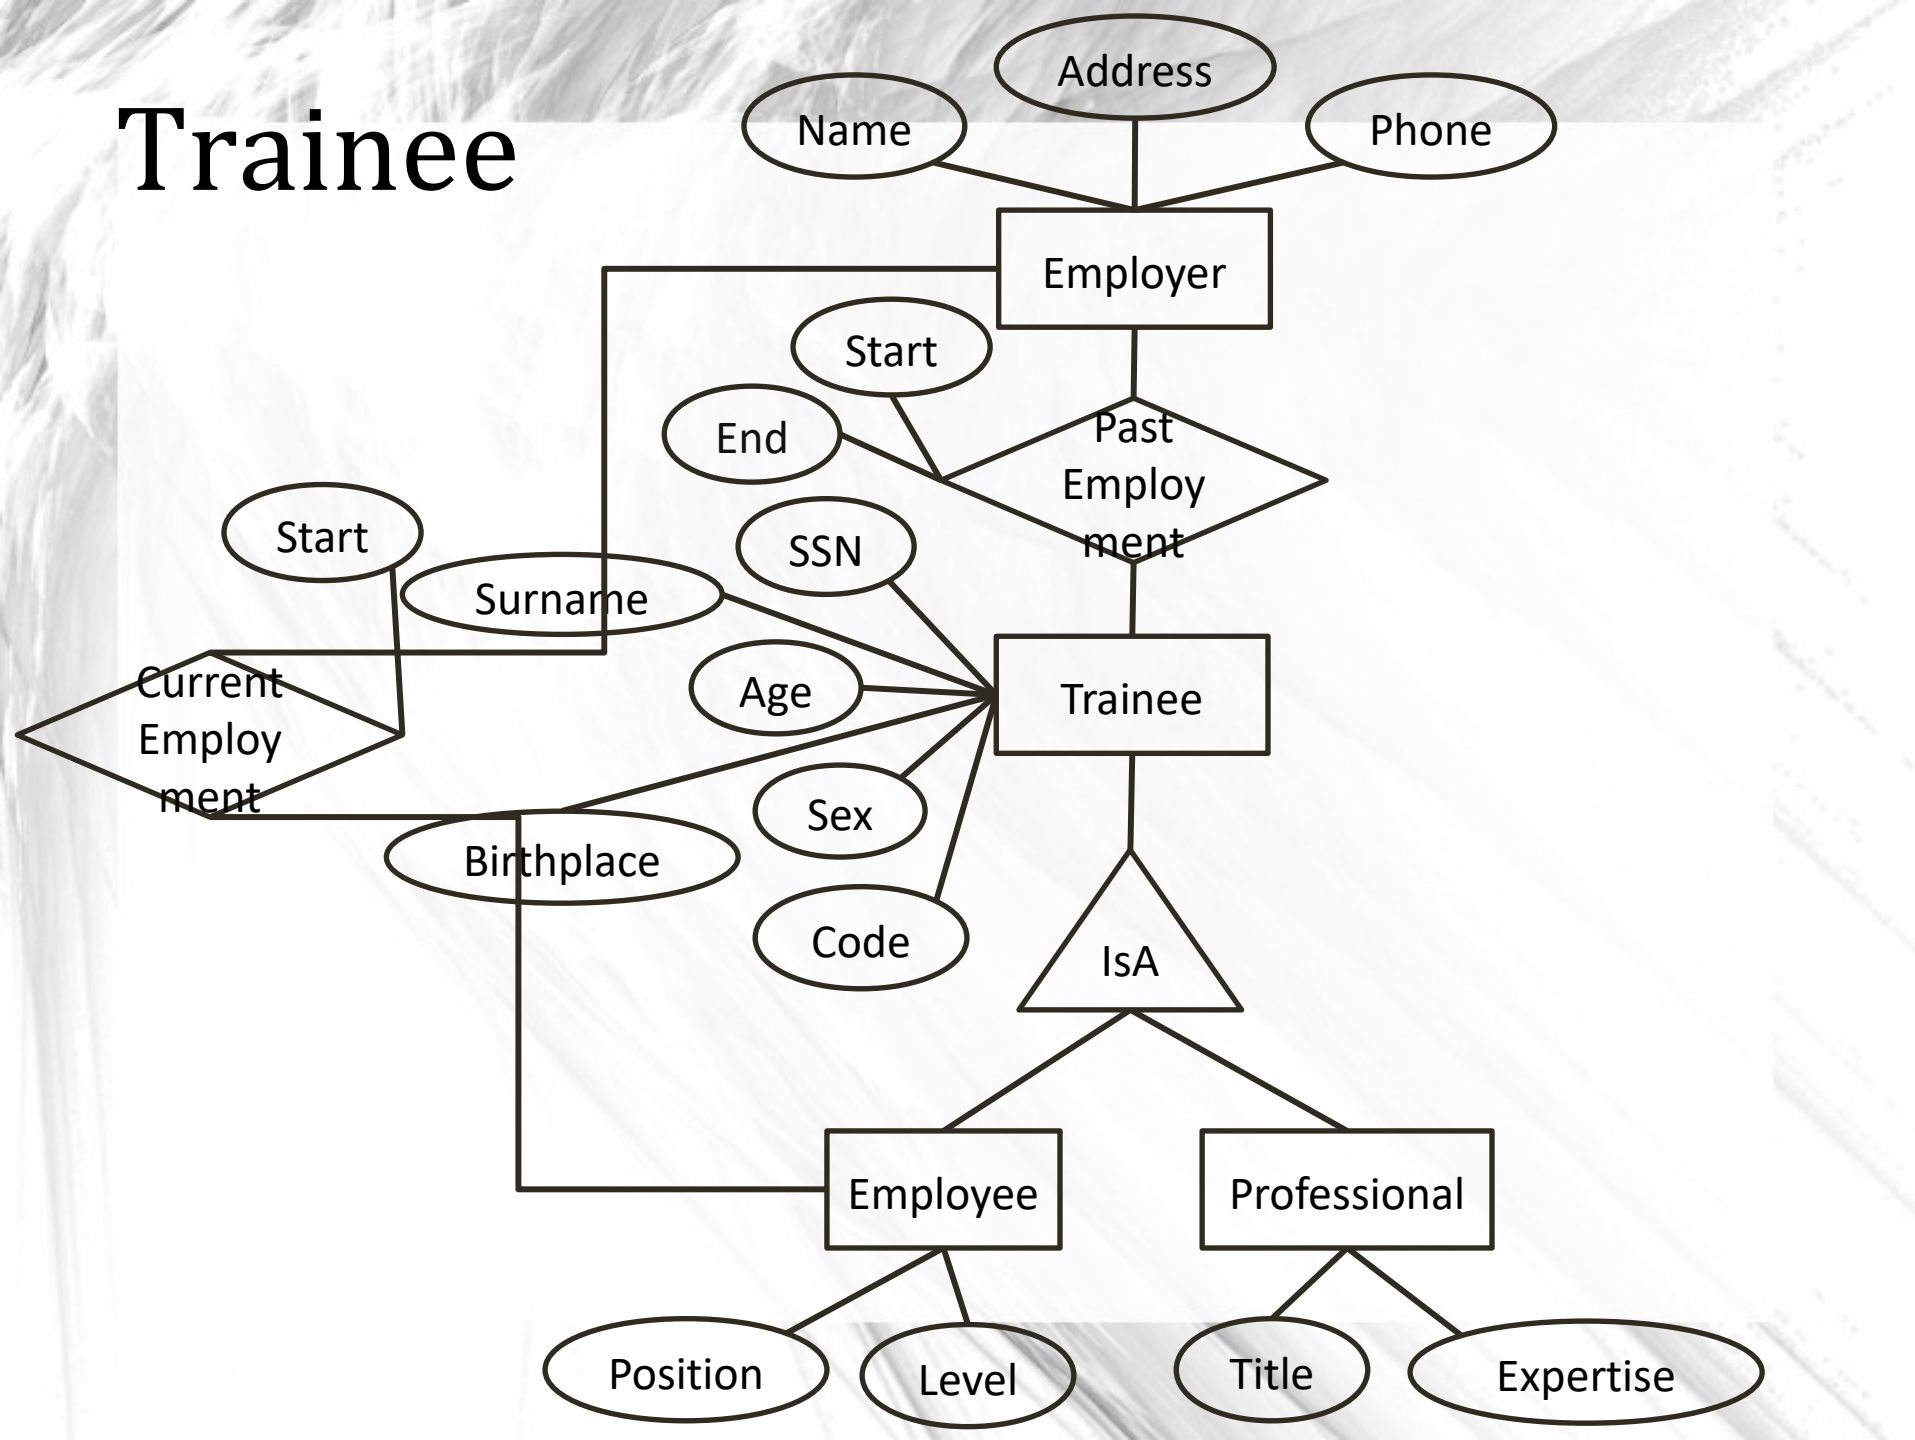 Trainee
Address
Name
Phone
Employer
Start
End
Past
Employ
ment
Start
SSN
Surname
Age
Trainee
Current
Employ
ment
Sex
Birthplace
Code
IsA
Employee
Professional
Position
Level
Title
Expertise